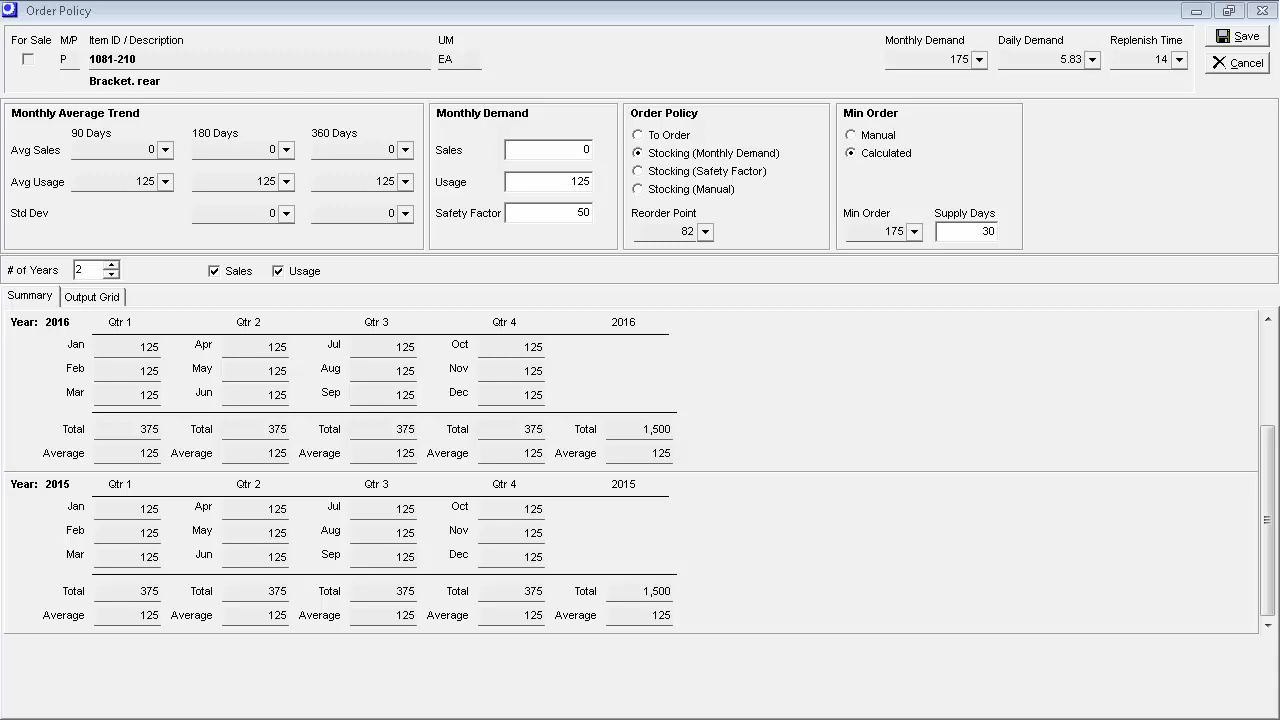 Order Policy
For Sale M/P Item ID / Description UM Monthly Demand Daily Demand Replenish Time Save
P 1081-210 EA 175 5.83 14 Cancel
Bracket. rear
Monthly Average Trend Monthly Demand Order Policy Min Order
90 Days 180 Days 360 Days To Order Manual
Avg Sales 0 0 0 Sales 0 Stocking (Monthly Demand) Calculated
Stocking (Safety Factor)
Avg Usage 125 125 125 Usage 125 Stocking (Manual)
Std Dev 0 0 Safety Factor 50 Reorder Point Min Order Supply Days
82 175 30
# of Years 2 Sales Usage
Summary Output Grid
Year: 2016 Qtr 1 Qtr 2 Qtr 3 Qtr 4 2016
Jan 125 Apr 125 Jul 125 Oct 125
Feb 125 May 125 Aug 125 Nov 125
Mar 125 Jun 125 Sep 125 Dec 125
Total 375 Total 375 Total 375 Total 375 Total 1,500
Average 125 Average 125 Average 125 Average 125 Average 125
Year: 2015 Qtr 1 Qtr 2 Qtr 3 Qtr 4 2015
Jan 125 Apr 125 Jul 125 Oct 125
Feb 125 May 125 Aug 125 Nov 125
Mar 125 Jun 125 Sep 125 Dec 125
Total 375 Total 375 Total 375 Total 375 Total 1,500
Average 125 Average 125 Average 125 Average 125 Average 125